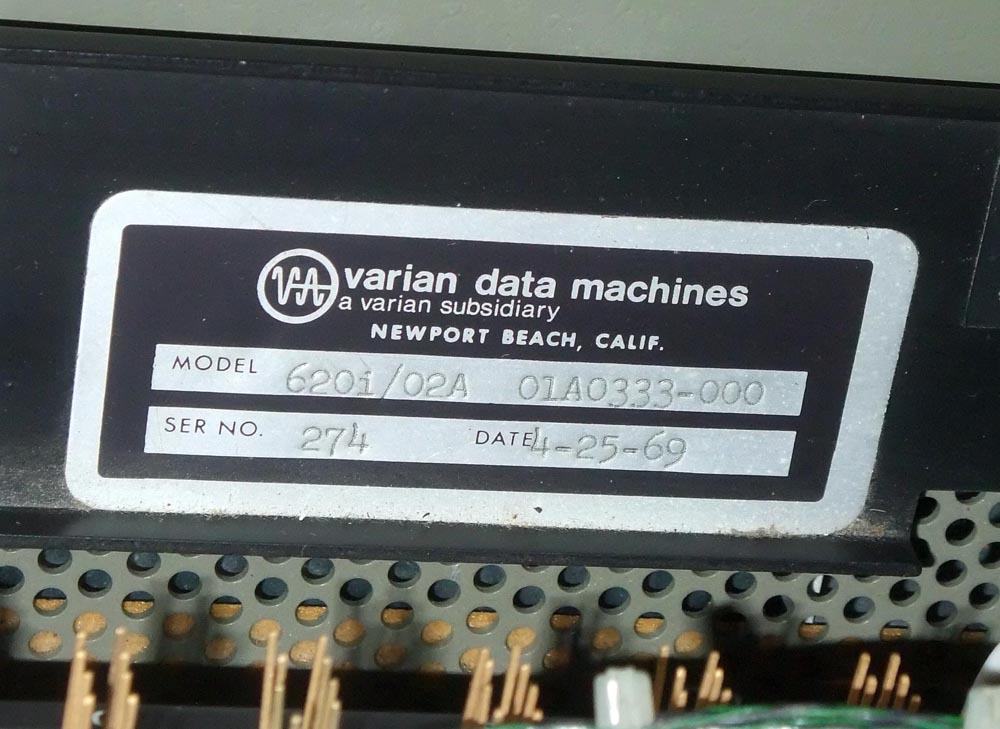 VA varian data machines
a varian subsidiary
NEWPORT BEACH, CALIF.
MODEL 620i/02A 01A0333-000
SER NO. 274 DATE 4-25-69